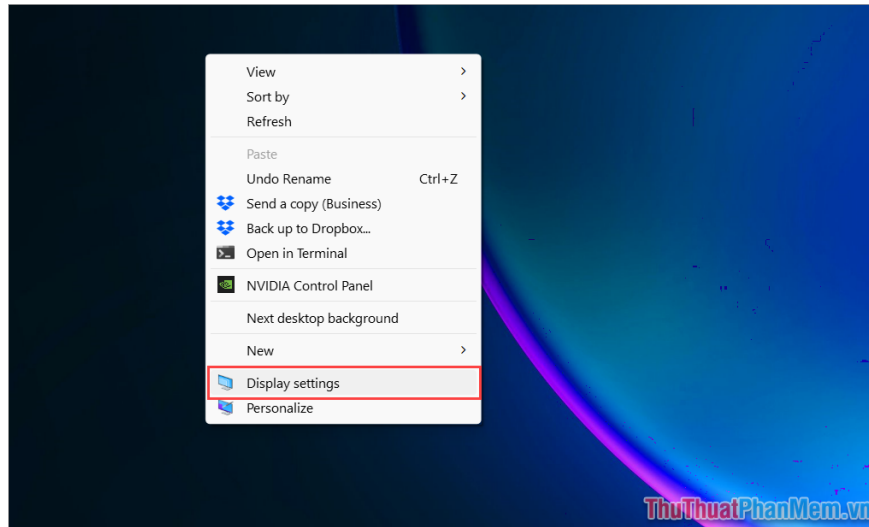 View
Sort by
Refresh
Paste
Undo Rename Ctrl+Z
Send a copy (Business)
Back up to Dropbox...
Open in Terminal
NVIDIA Control Panel
Next desktop background
New
Display settings
Personalize
ThuThuatPhanMem.vn